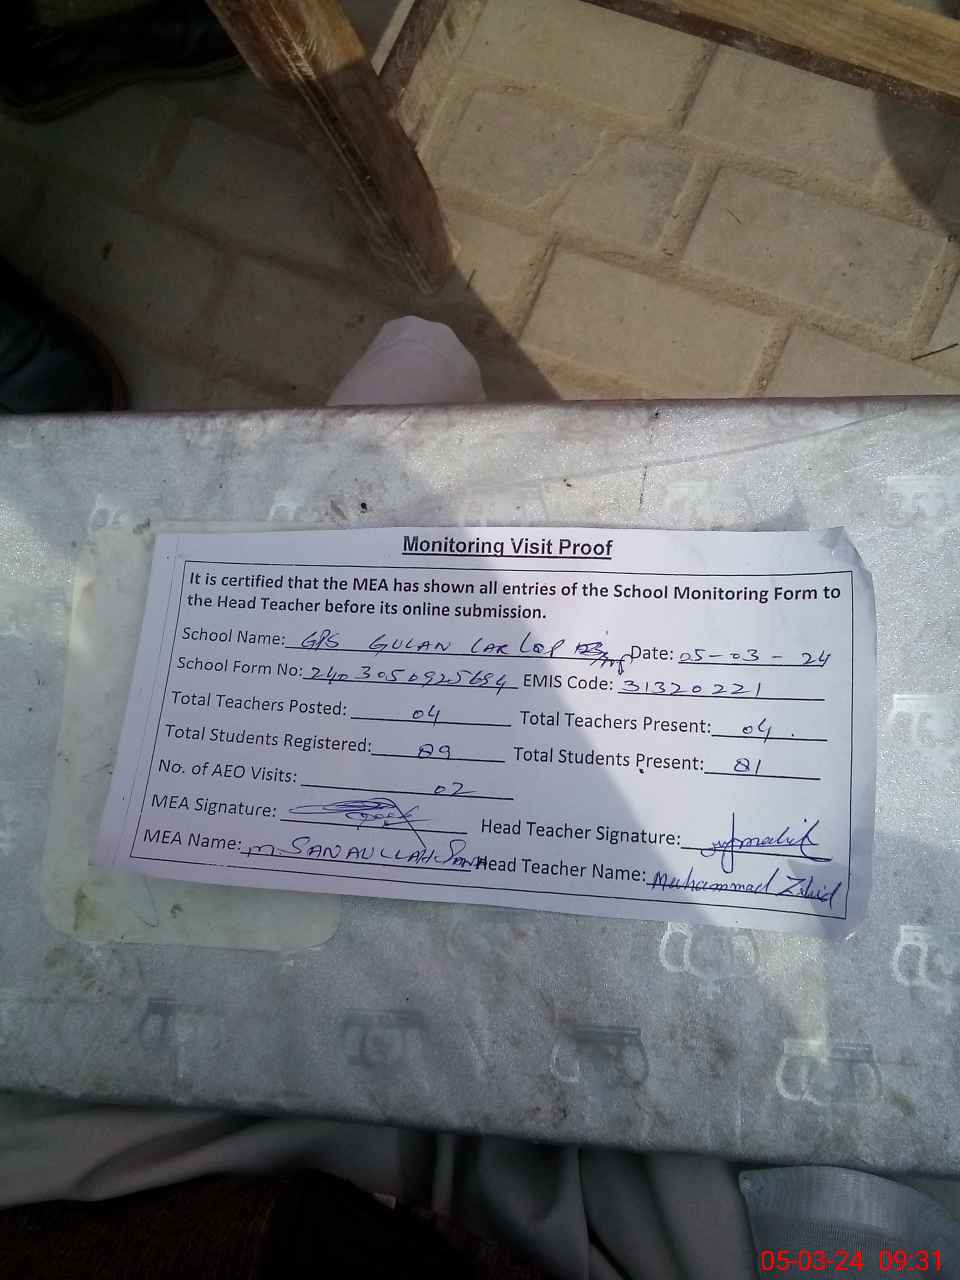 Monitoring Visit Proof
It is certified that the MEA has shown all entries of the School Monitoring Form to
the Head Teacher before its online submission.
School Name: GPS GULAN LAR Date: 05-03-24
School Form No: 2403050925694 EMIS Code: 31320221
Total Teachers Posted: 04 Total Teachers Present: 04.
Total Students Registered: 89 Total Students Present: 81
No. of AEO Visits: 02
MEA Signature: Head Teacher Signature:
MEA Name: M. SANAULLAH Head Teacher Name: Muhammad
05-03-24 09:31